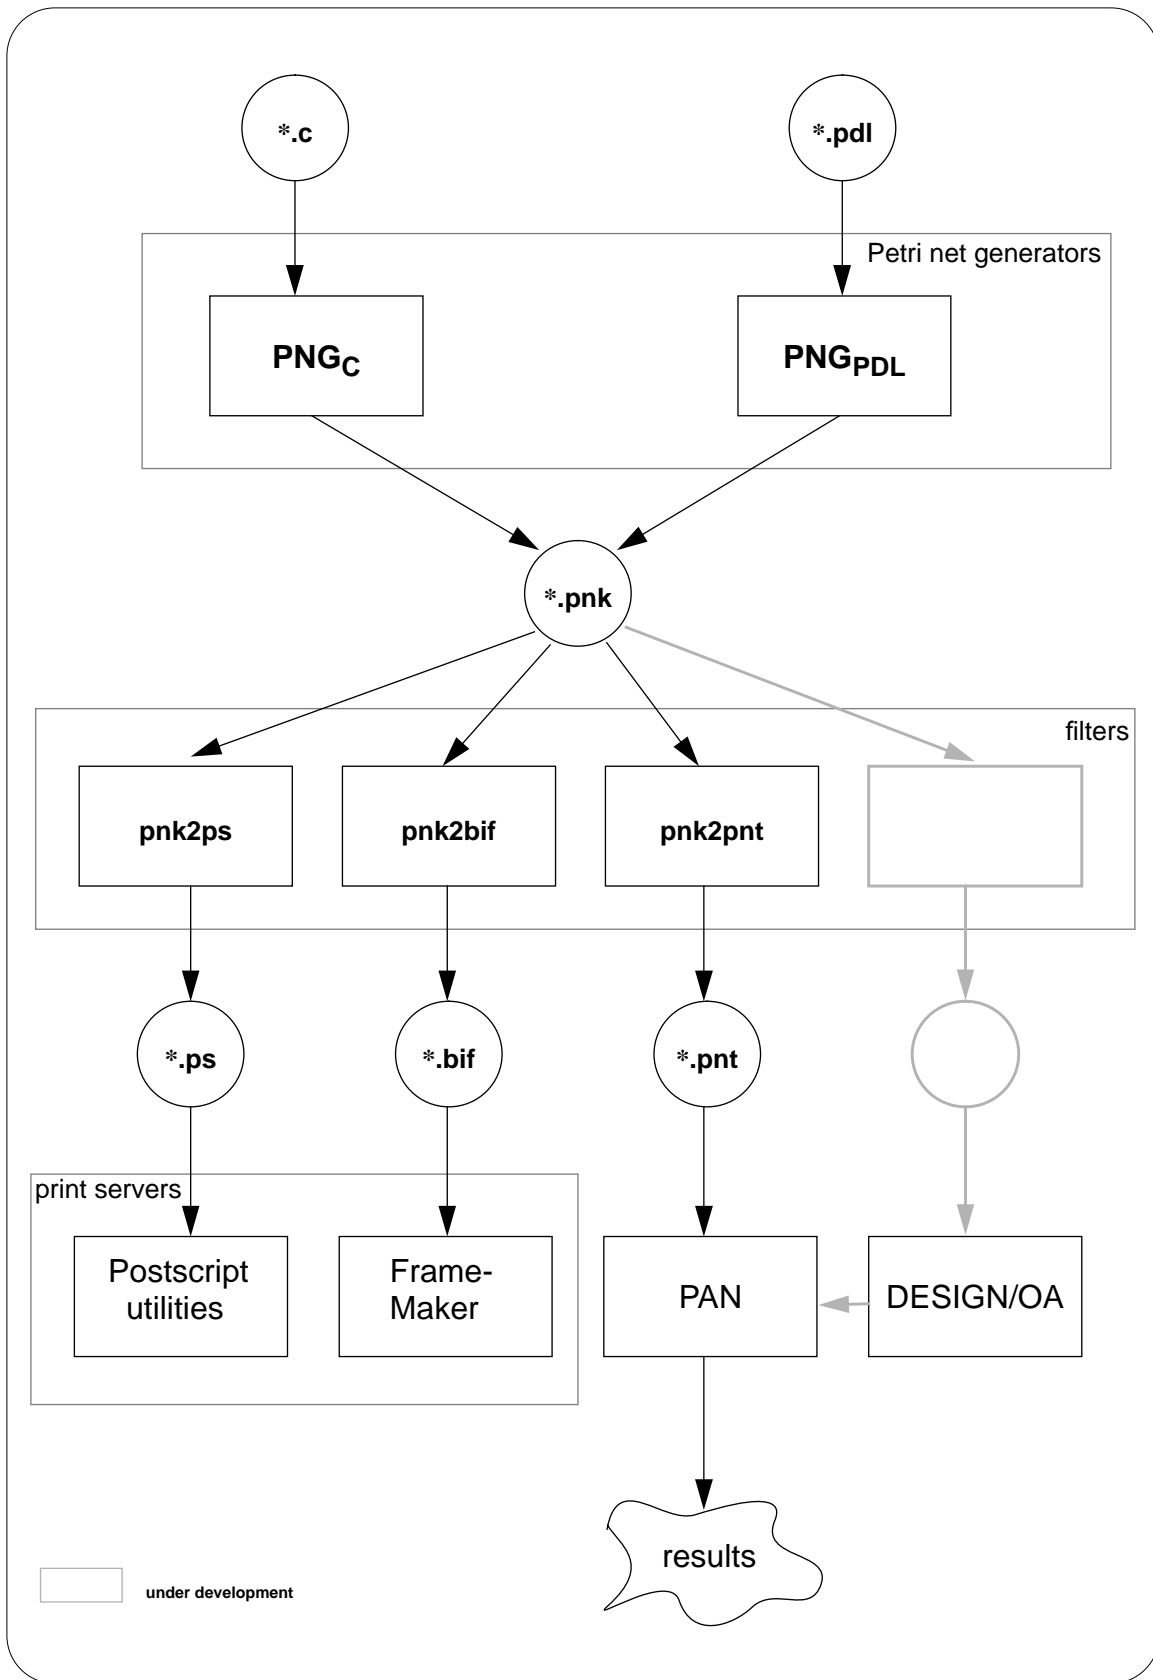 *.c
*.pdl
Petri net generators
PNGC
PNGPDL
*.pnk
filters
pnk2ps
pnk2bif
pnk2pnt
*.ps
*.bif
*.pnt
print servers
Postscript
utilities
Frame-
Maker
PAN
DESIGN/OA
results
under development